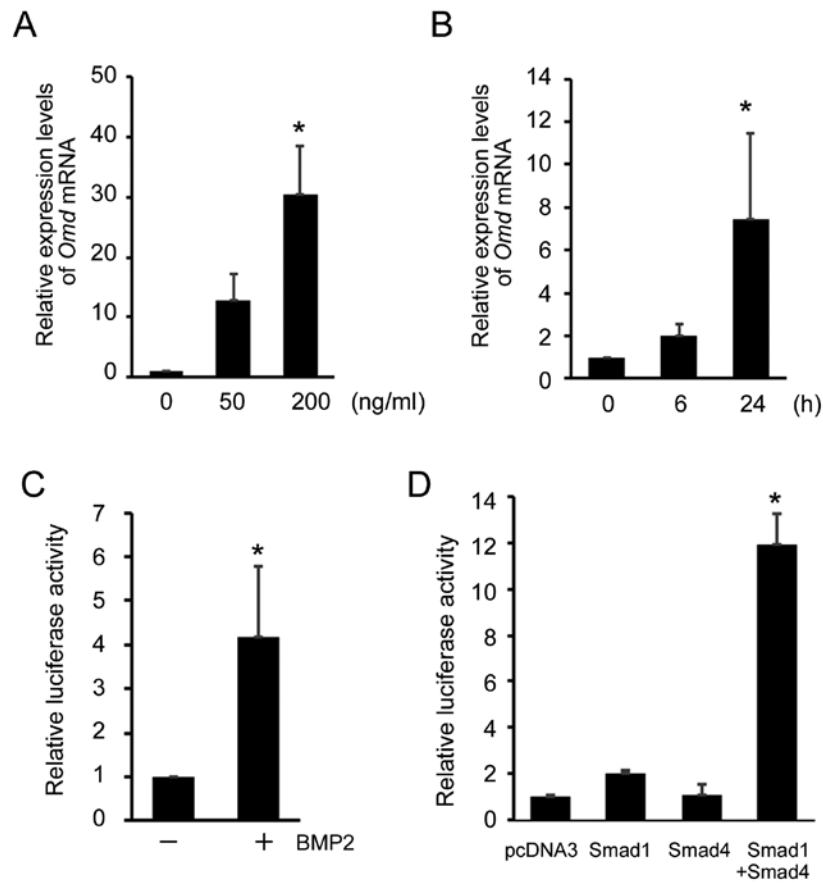 A
Relative expression levels
of Omd mRNA
50
40
30
20
10
0
*
0 50 200 (ng/ml)
B
Relative expression levels
of Omd mRNA
14
12
10
8
6
4
2
0
*
0 6 24 (h)
C
Relative luciferase activity
7
6
5
4
3
2
1
0
*
− + BMP2
D
Relative luciferase activity
14
12
10
8
6
4
2
0
*
pcDNA3 Smad1 Smad4 Smad1
+Smad4